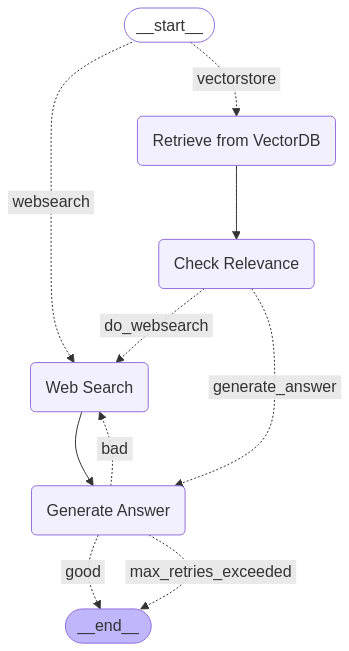 __start__
vectorstore
Retrieve from VectorDB
websearch
Check Relevance
do_websearch
Web Search
generate_answer
bad
Generate Answer
good
max_retries_exceeded
__end__